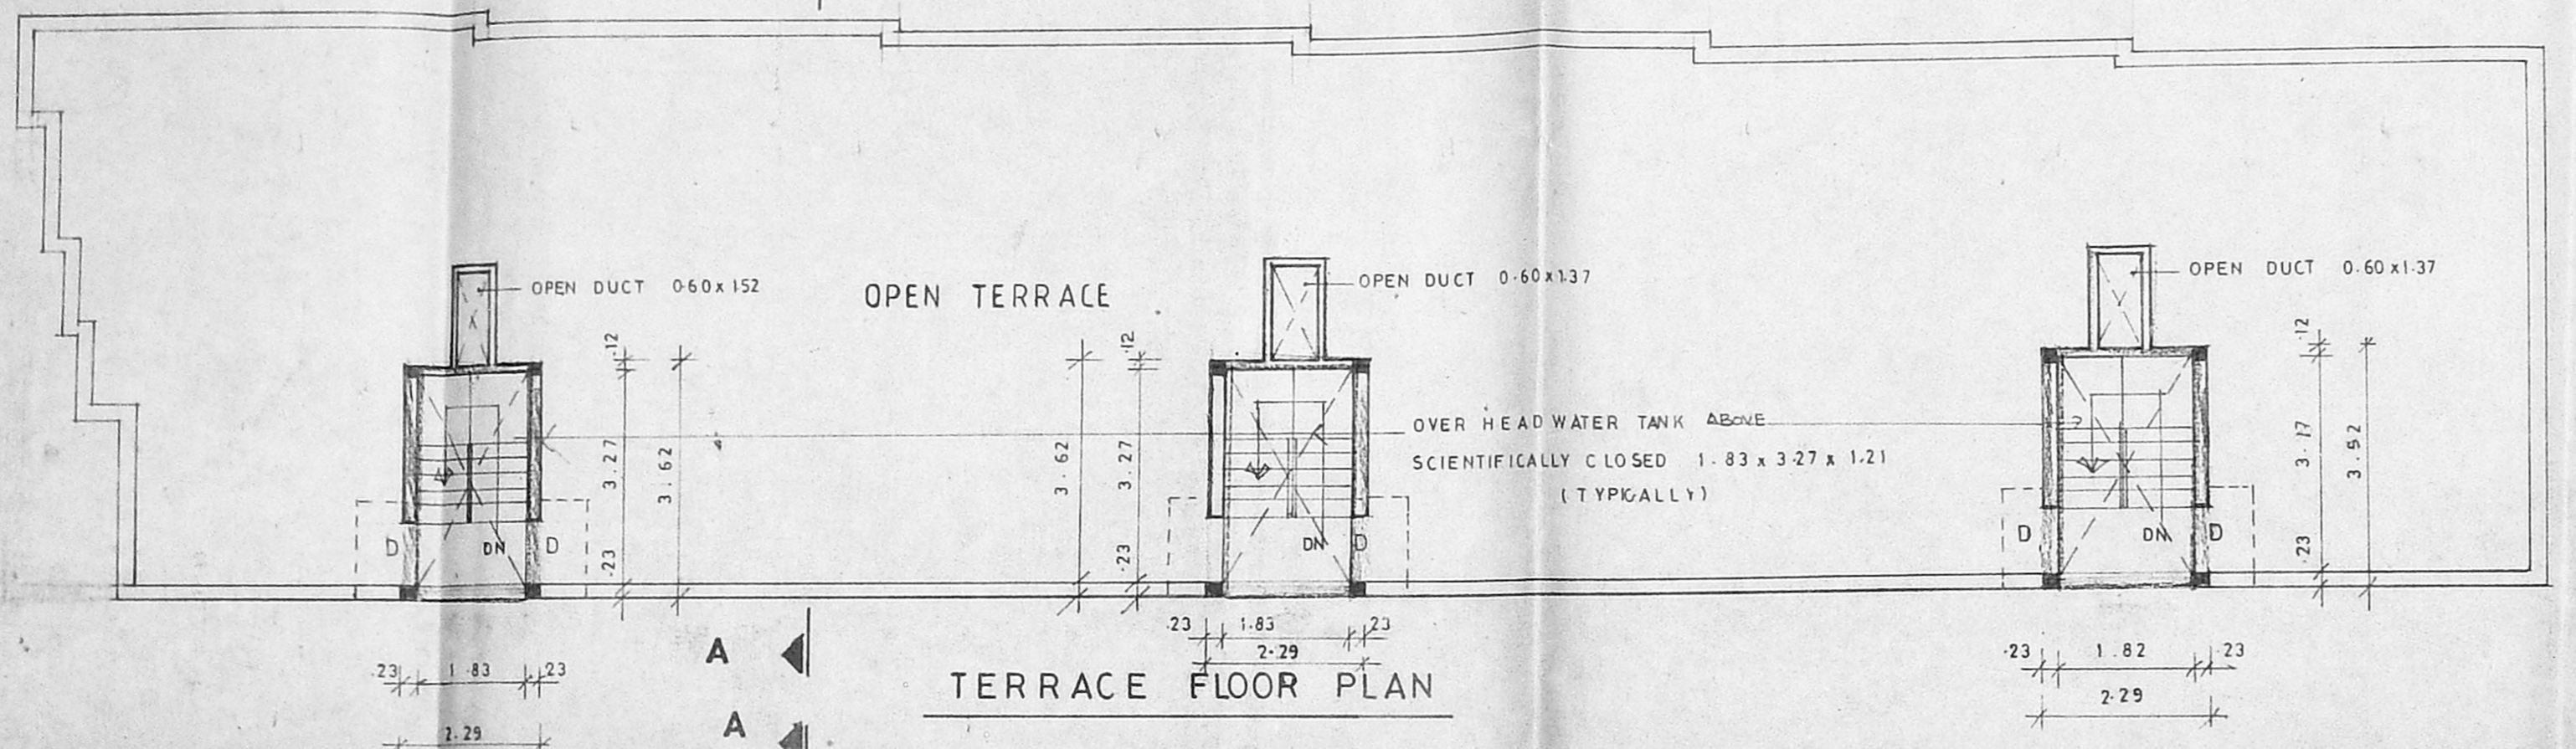 OPEN DUCT 0.60 x 1.52
OPEN TERRACE
OPEN DUCT 0.60 x 1.37
OPEN DUCT 0.60 x 1.37
.12
.12
.12
3.27
3.62
3.62
3.27
OVER HEAD WATER TANK ABOVE
SCIENTIFICALLY CLOSED 1.83 x 3.27 x 1.21
(TYPICALLY)
3.17
3.52
D
DN
D
.23
.23
DN
D
D
DN
D
.23
.23
1.83
.23
2.29
.23
1.83
.23
2.29
.23
1.82
.23
2.29
A
TERRACE FLOOR PLAN
A